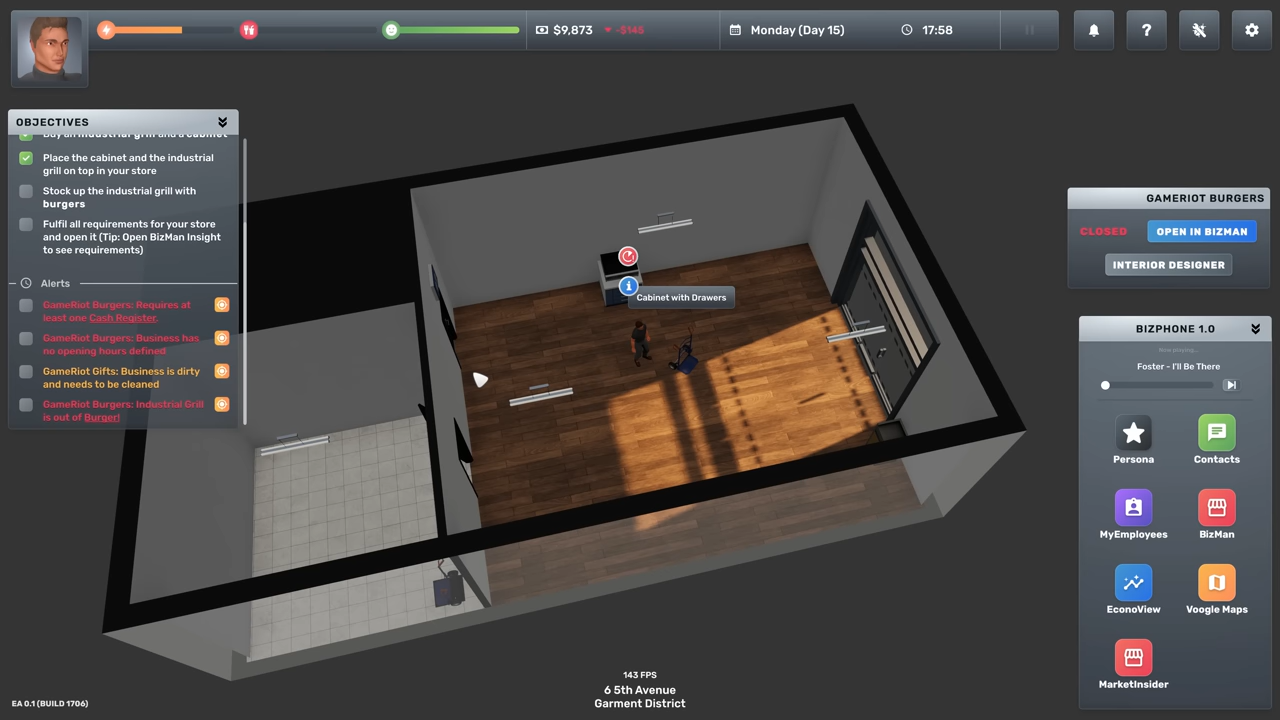 $9,873
-$145
Monday (Day 15)
17:58
OBJECTIVES
Buy an industrial grill and a cabinet
Place the cabinet and the industrial
grill on top in your store
Stock up the industrial grill with
burgers
Fulfil all requirements for your store
and open it (Tip: Open BizMan Insight
to see requirements)
Alerts
GameRiot Burgers: Requires at
least one Cash Register.
GameRiot Burgers: Business has
no opening hours defined
GameRiot Gifts: Business is dirty
and needs to be cleaned
GameRiot Burgers: Industrial Grill
is out of Burger!
Cabinet with Drawers
GAMERIOT BURGERS
CLOSED
OPEN IN BIZMAN
INTERIOR DESIGNER
BIZPHONE 1.0
Now playing...
Foster - I'll Be There
Persona
Contacts
MyEmployees
BizMan
EconoView
Voogle Maps
MarketInsider
143 FPS
6 5th Avenue
Garment District
EA 0.1 (BUILD 1706)